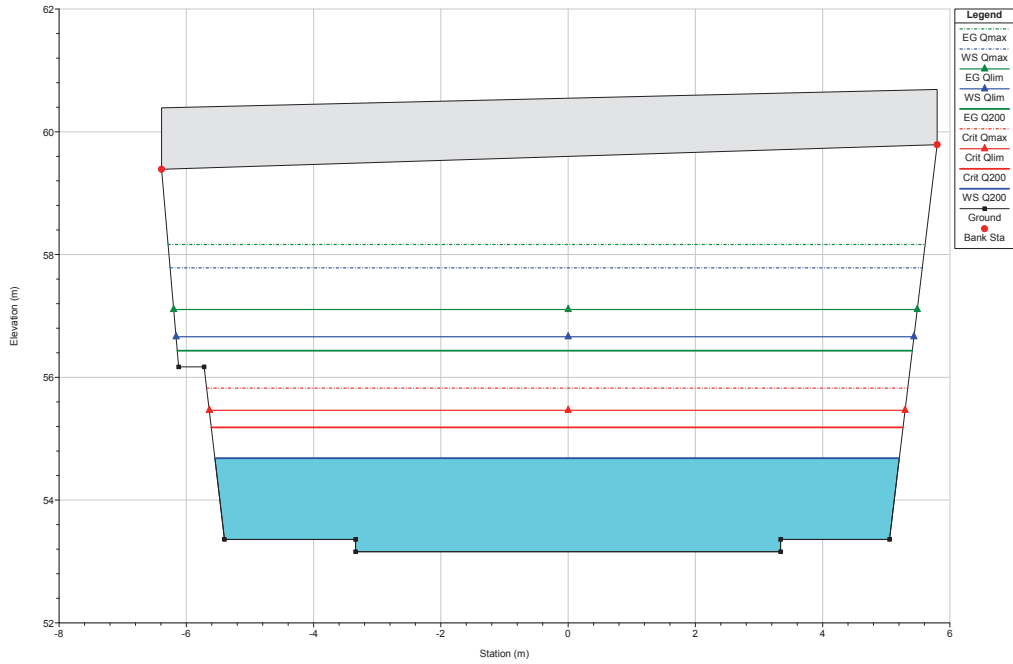 62
60
58
56
54
52
Elevation (m)
-8
-6
-4
-2
0
2
4
6
Station (m)
Legend
EG Qmax
WS Qmax
EG Qlim
WS Qlim
EG Q200
Crit Qmax
Crit Qlim
Crit Q200
WS Q200
Ground
Bank Sta